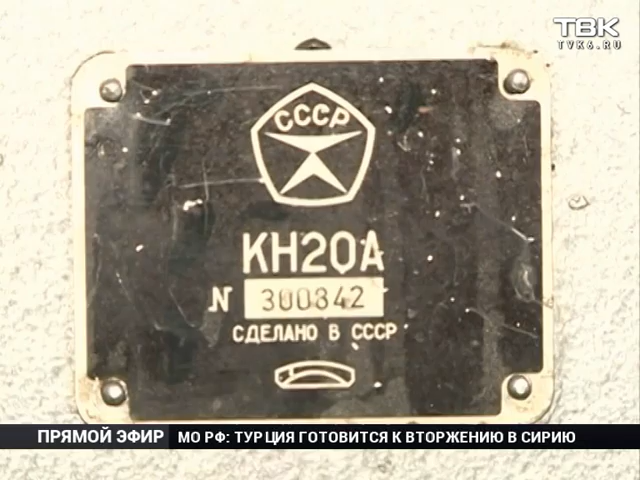 ТВК
TVK6.RU
СССР
КН20А
N 300842
СДЕЛАНО В СССР
ПРЯМОЙ ЭФИР МО РФ: ТУРЦИЯ ГОТОВИТСЯ К ВТОРЖЕНИЮ В СИРИЮ